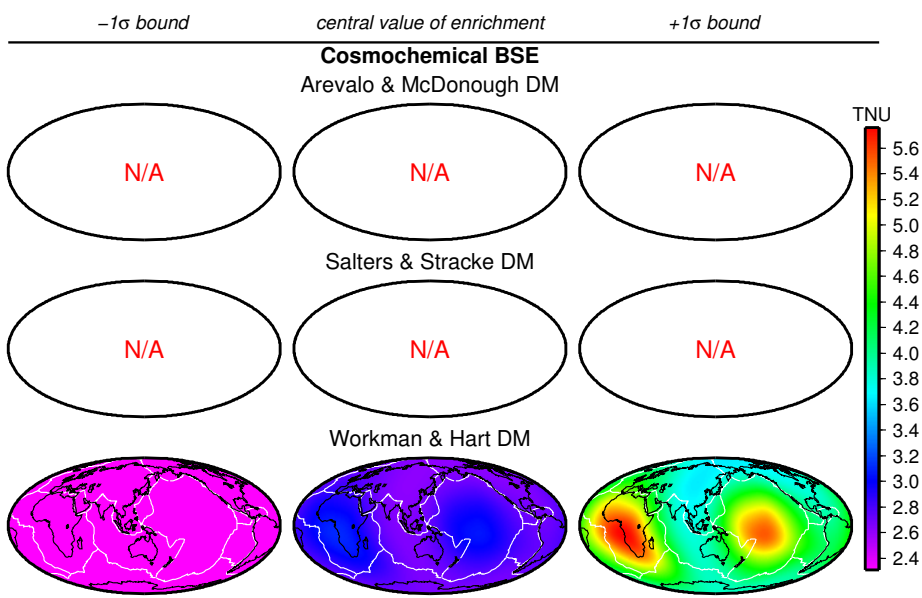 −1σ bound central value of enrichment +1σ bound
Cosmochemical BSE
Arevalo & McDonough DM
TNU
N/A N/A N/A
Salters & Stracke DM
N/A N/A N/A
Workman & Hart DM
5.6
5.4
5.2
5.0
4.8
4.6
4.4
4.2
4.0
3.8
3.6
3.4
3.2
3.0
2.8
2.6
2.4